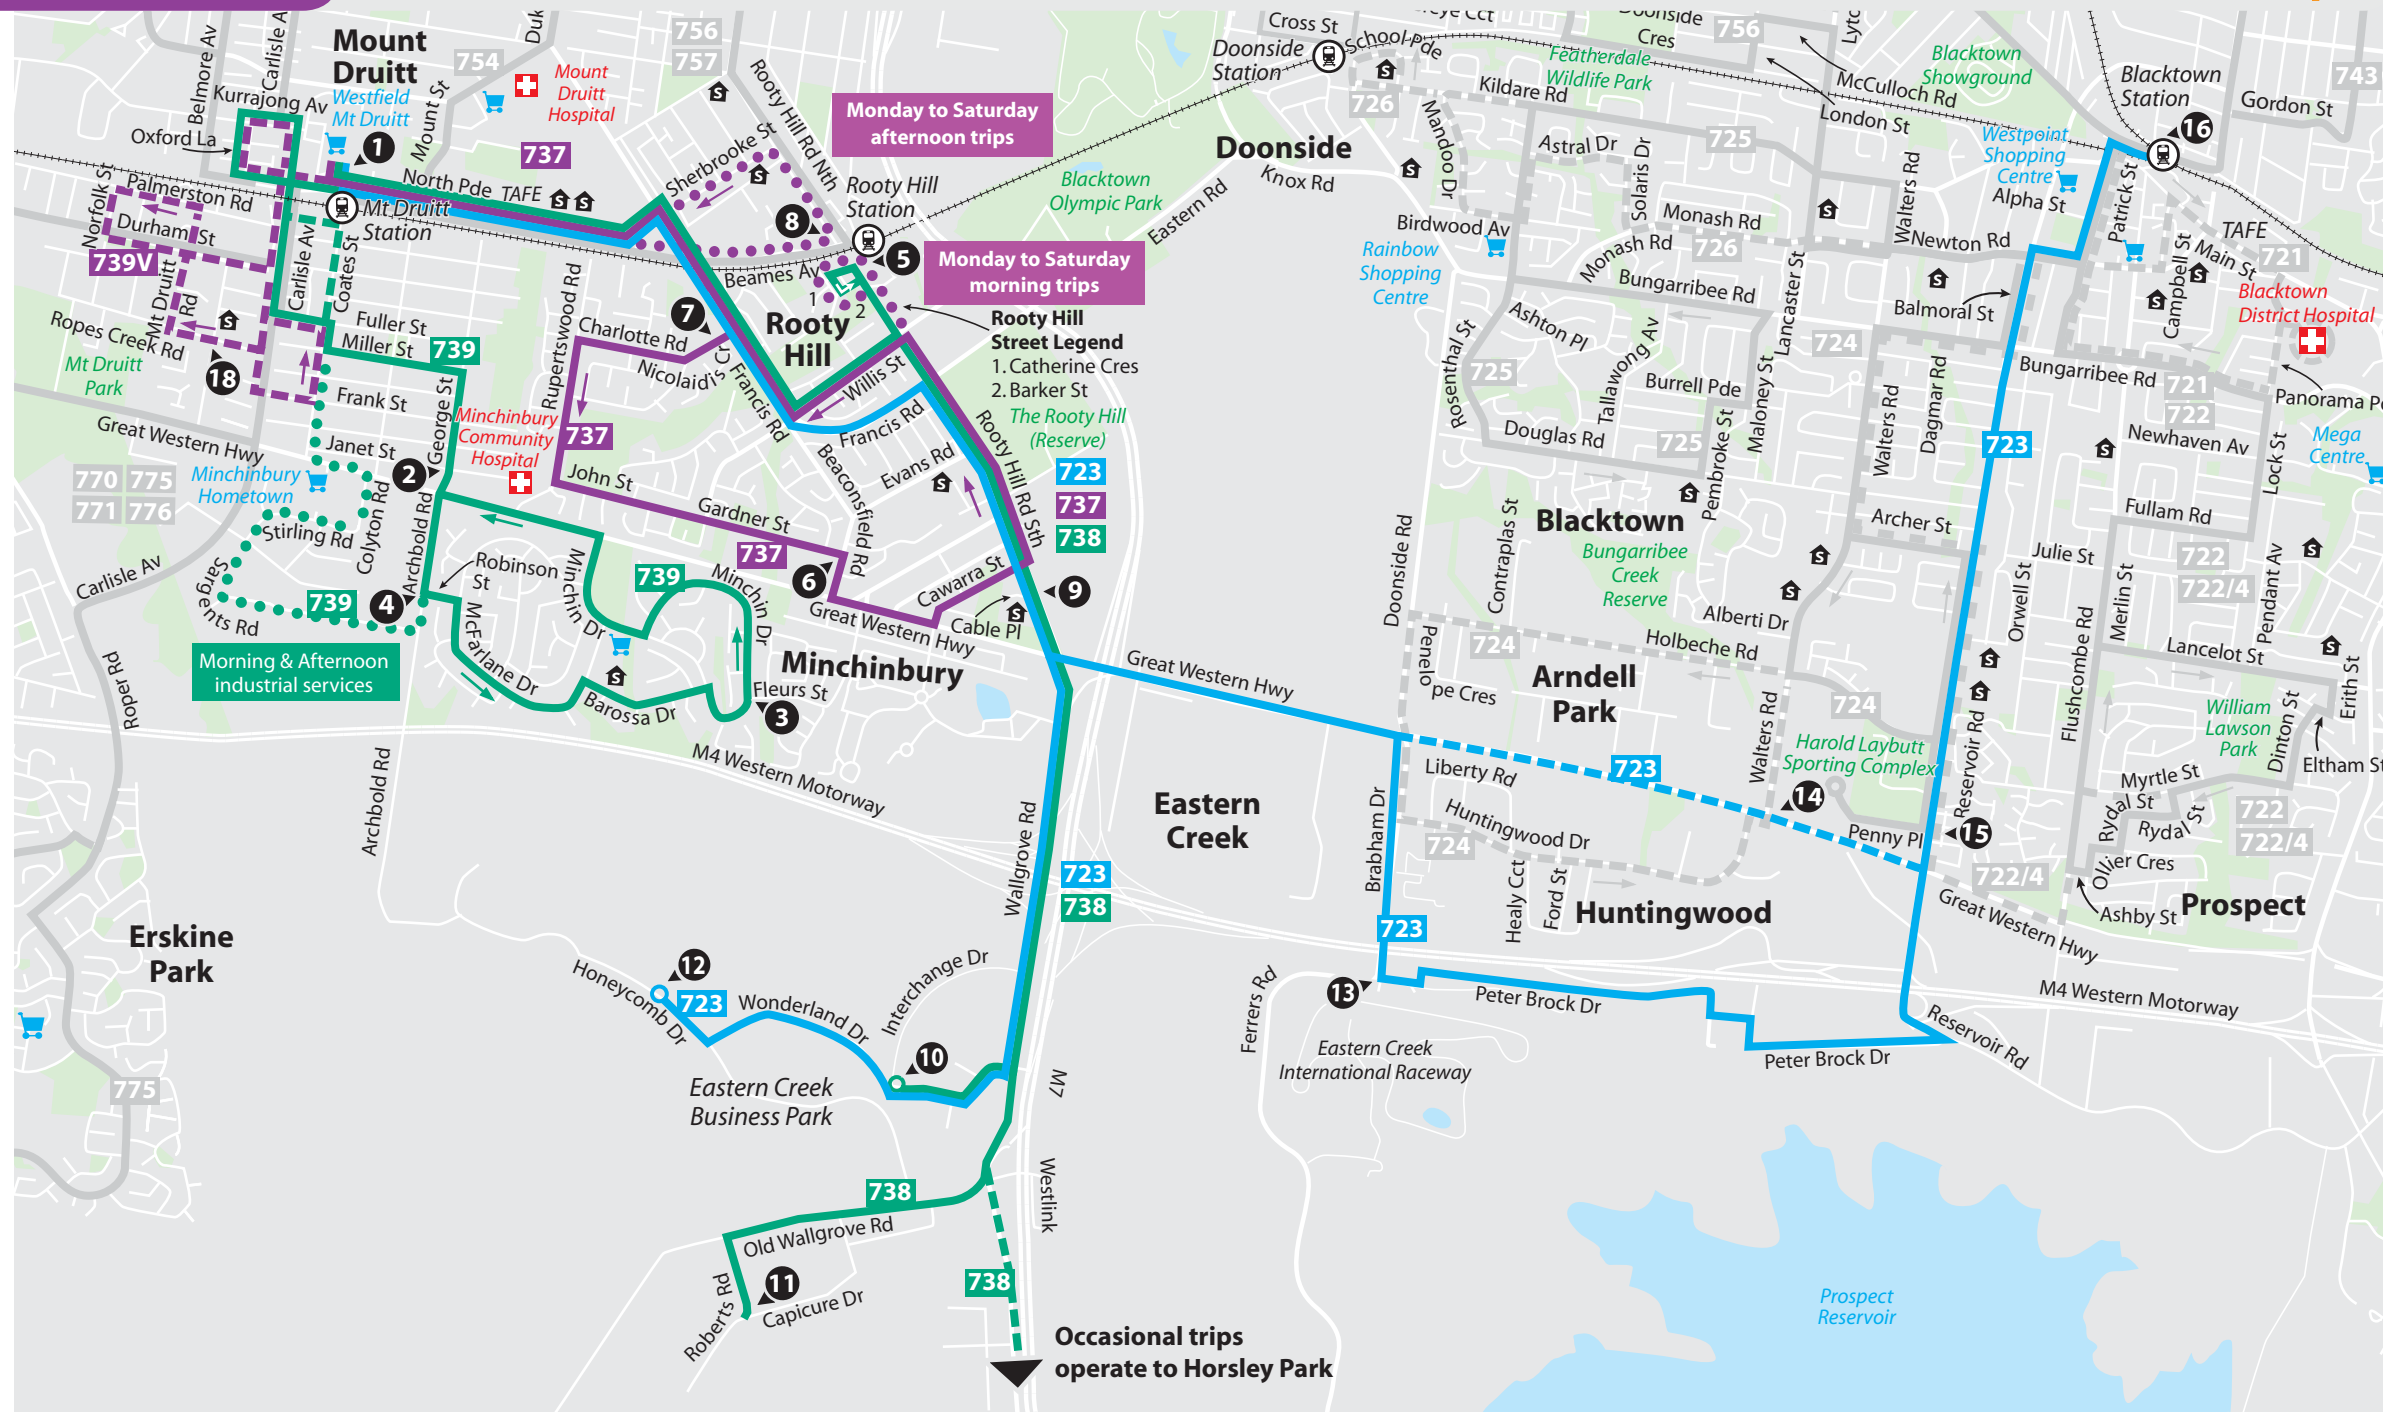 Mount
Druitt
Westfield
Mt Druitt
Belmore Av
Carlisle A
Kurrajong Av
Oxford La
1
Mount St
754
Duk
Mount
Druitt
Hospital
737
756
757
Rooty Hill Rd Nth
Sherbrooke St
Monday to Saturday
afternoon trips
North Pde
TAFE
Mt Druitt
Station
Norfolk St
Palmerston Rd
Durham St
739V
Mt Druitt
Rd
Carlisle Av
Coates St
Ropes Creek Rd
Mt Druitt
Park
18
Fuller St
Miller St
739
Frank St
Janet St
George St
Great Western Hwy
770
775
771
776
Minchinbury
Hometown
2
Stirling Rd
Colyton Rd
Archbold Rd
Sargents Rd
739
4
Carlisle Av
Morning & Afternoon
industrial services
Roper Rd
Archbold Rd
8
Rooty Hill
Station
5
Monday to Saturday
morning trips
Beames Av
1
2
7
Rooty
Hill
Rooty Hill
Street Legend
1. Catherine Cres
2. Barker St
The Rooty Hill
(Reserve)
723
737
738
Rupertswood Rd
Charlotte Rd
Nicolaidis Cr
Francis Rd
Willis St
Francis Rd
Evans Rd
Beaconsfield Rd
Rooty Hill Rd Sth
Minchinbury
Community
Hospital
737
John St
Gardner St
737
6
Cawarra St
Cable Pl
9
Great Western Hwy
Robinson
St
Minchin Dr
739
Minchin Dr
McFarlane Dr
Barossa Dr
Fleurs St
3
Minchinbury
M4 Western Motorway
Wallgrove Rd
723
738
Erskine
Park
775
12
723
Honeycomb Dr
Wonderland Dr
Interchange Dr
10
Eastern Creek
Business Park
M7
Westlink
738
Old Wallgrove Rd
11
Roberts Rd
Capicure Dr
738
Occasional trips
operate to Horsley Park
Cross St
Doonside
Station
School Pde
eye Cct
Doonside
Cres
756
Lyto
726
Kildare Rd
Featherdale
Wildlife Park
McCulloch Rd
London St
Blacktown
Showground
Blacktown
Station
16
Gordon St
743
Doonside
Knox Rd
Eastern Rd
Blacktown
Olympic Park
Mandoo Dr
Astral Dr
Solaris Dr
725
Monash Rd
726
Monash Rd
Birdwood Av
Rainbow
Shopping
Centre
Bungarribee Rd
Lancaster St
Walters Rd
Newton Rd
Westpoint
Shopping
Centre
Alpha St
Patrick St
TAFE
Main St
721
Campbell St
Blacktown
District Hospital
Balmoral St
Ashton Pl
Rosenthal St
725
Tallawong Av
Burrell Pde
Maloney St
724
Douglas Rd
725
Pembroke St
Walters Rd
Dagmar Rd
723
Bungarribee Rd
721
722
Panorama P
Newhaven Av
Lock St
Mega
Centre
Fullam Rd
Doonside Rd
Contraplas St
Blacktown
Bungarribee
Creek
Reserve
Archer St
Julie St
722
722/4
Orwell St
Merlin St
Pendant Av
Alberti Dr
Holbeche Rd
724
Penelope Cres
Arndell
Park
Great Western Hwy
Flushcombe Rd
Lancelot St
Erith St
William
Lawson
Park
Dinton St
Eltham St
724
Walters Rd
Harold Laybutt
Sporting Complex
Reservoir Rd
Liberty Rd
723
14
Penny Pl
15
Myrtle St
Rydal St
Rydal St
722
722/4
Ollier Cres
722/4
Ashby St
Prospect
Eastern
Creek
Brabham Dr
Huntingwood Dr
724
Healy Cct
Ford St
Huntingwood
723
Great Western Hwy
M4 Western Motorway
Ferrers Rd
13
Peter Brock Dr
Eastern Creek
International Raceway
Peter Brock Dr
Reservoir Rd
Prospect
Reservoir